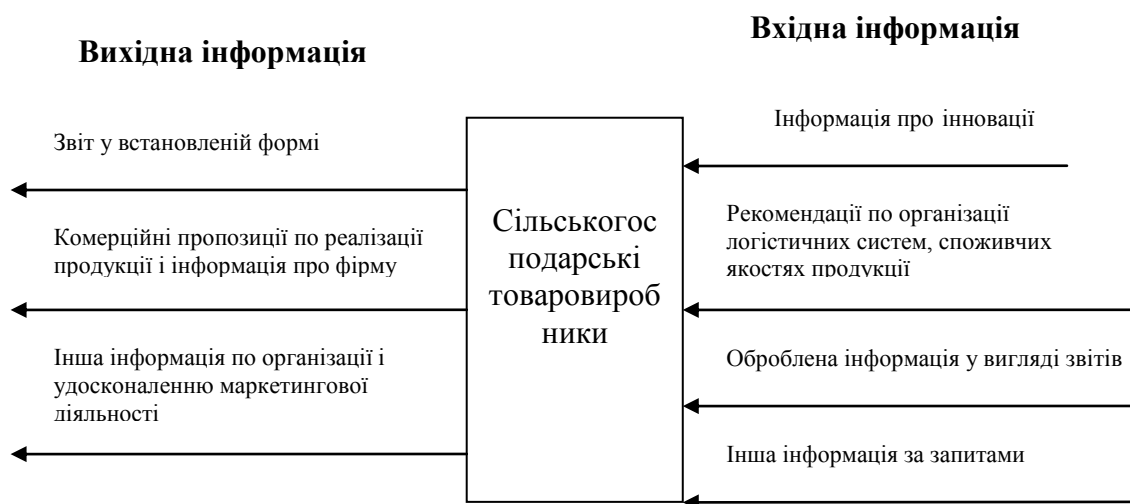 Вихідна інформація
Звіт у встановленій формі
Комерційні пропозиції по реалізації
продукції і інформація про фірму
Інша інформація по організації і
удосконаленню маркетингової
діяльності
Сільськогос
подарські
товаровироб
ники
Вхідна інформація
Інформація про інновації
Рекомендації по організації
логістичних систем, споживчих
якостях продукції
Оброблена інформація у вигляді звітів
Інша інформація за запитами